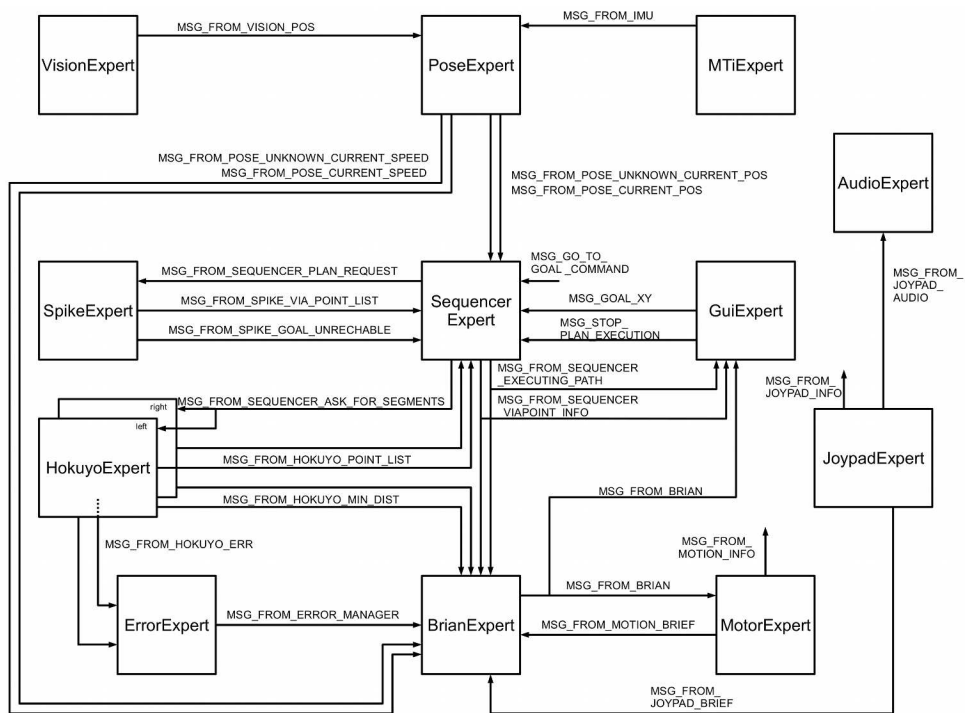 MSG_FROM_IMU
MSG_FROM_VISION_POS
VisionExpert
PoseExpert
MTiExpert
MSG_FROM_POSE_UNKNOWN_CURRENT_SPEED
MSG_FROM_POSE_CURRENT_SPEED
MSG_FROM_POSE_UNKNOWN_CURRENT_POS
MSG_FROM_POSE_CURRENT_POS
AudioExpert
MSG_GO_TO_
GOAL_COMMAND
MSG_FROM_SEQUENCER_PLAN_REQUEST
MSG_FROM_
JOYPAD_
AUDIO
MSG_FROM_SPIKE_VIA_POINT_LIST
MSG_GOAL_XY
SpikeExpert
Sequencer
Expert
GuiExpert
MSG_FROM_SPIKE_GOAL_UNRECHABLE
MSG_STOP_
PLAN_EXECUTION
MSG_FROM_SEQUENCER
_EXECUTING_PATH
MSG_FROM_
JOYPAD_INFO
MSG_FROM_SEQUENCER_ASK_FOR_SEGMENTS
MSG_FROM_SEQUENCER_
VIAPOINT_INFO
right
left
HokuyoExpert
MSG_FROM_HOKUYO_POINT_LIST
JoypadExpert
MSG_FROM_HOKUYO_MIN_DIST
MSG_FROM_BRIAN
MSG_FROM_HOKUYO_ERR
MSG_FROM_
MOTION_INFO
MSG_FROM_BRIAN
MSG_FROM_ERROR_MANAGER
ErrorExpert
BrianExpert
MSG_FROM_MOTION_BRIEF
MotorExpert
MSG_FROM_
JOYPAD_BRIEF